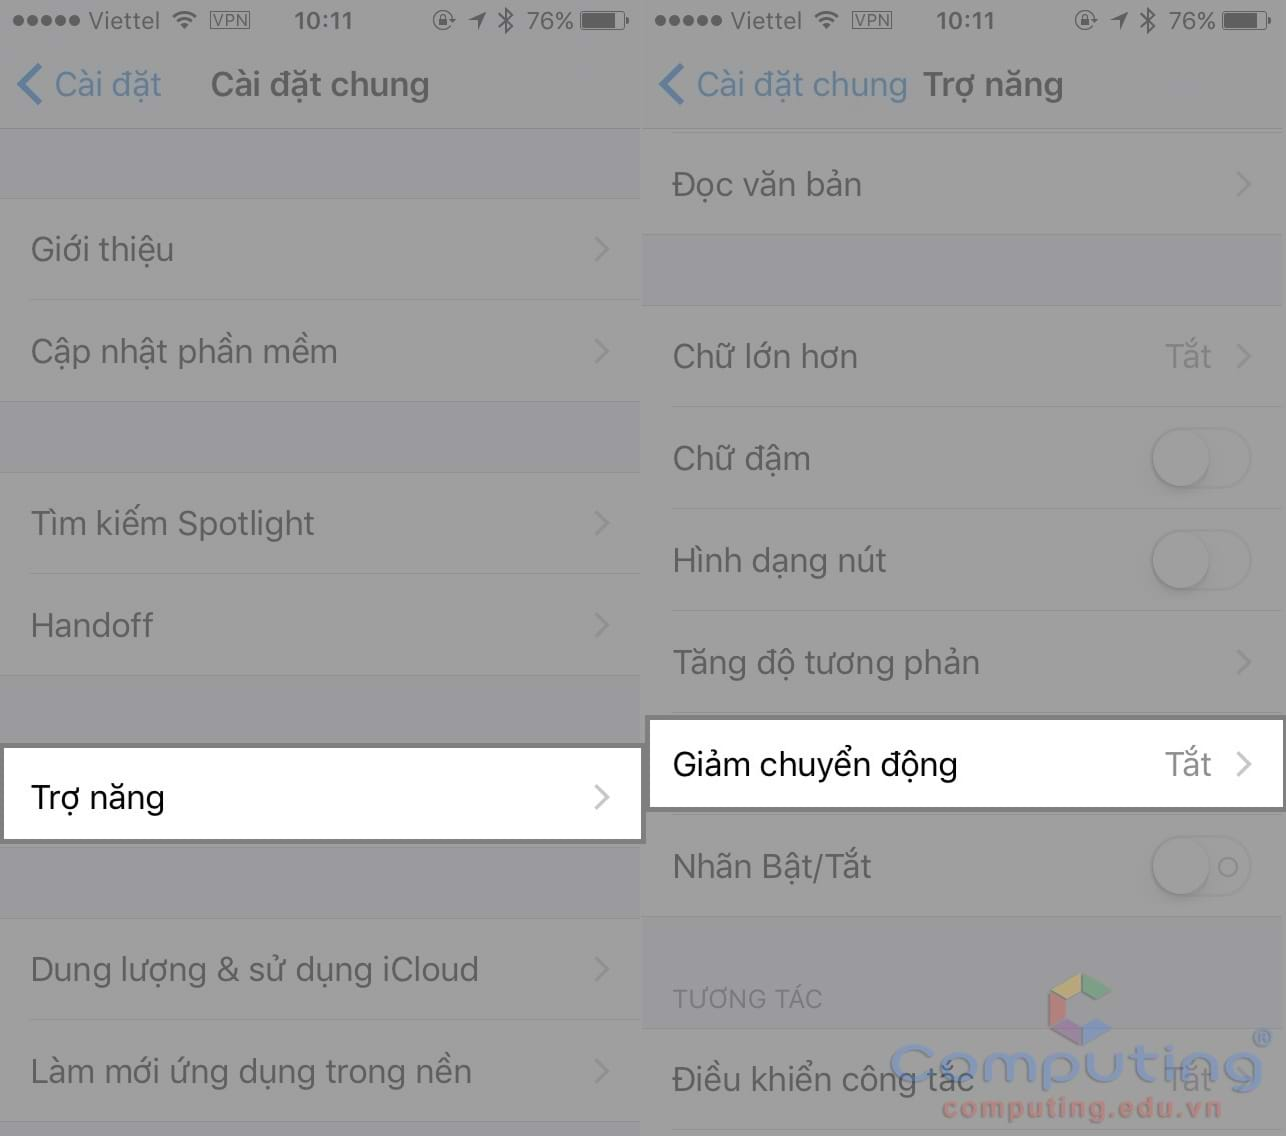 Viettel VPN 10:11 76%
Cài đặt Cài đặt chung
Giới thiệu
Cập nhật phần mềm
Tìm kiếm Spotlight
Handoff
Trợ năng
Dung lượng & sử dụng iCloud
Làm mới ứng dụng trong nền
Viettel VPN 10:11 76%
Cài đặt chung Trợ năng
Đọc văn bản
Chữ lớn hơn Tắt
Chữ đậm
Hình dạng nút
Tăng độ tương phản
Giảm chuyển động Tắt
Nhãn Bật/Tắt
TƯƠNG TÁC
Điều khiển công tắc Tắt
Computing®
computing.edu.vn